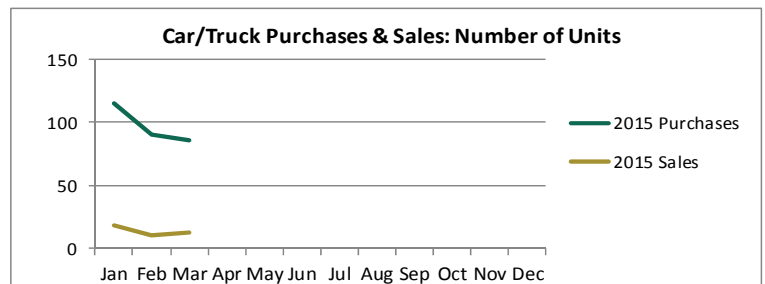 Car/Truck Purchases & Sales: Number of Units
150
100
50
0
Jan Feb Mar Apr May Jun Jul Aug Sep Oct Nov Dec
2015 Purchases
2015 Sales